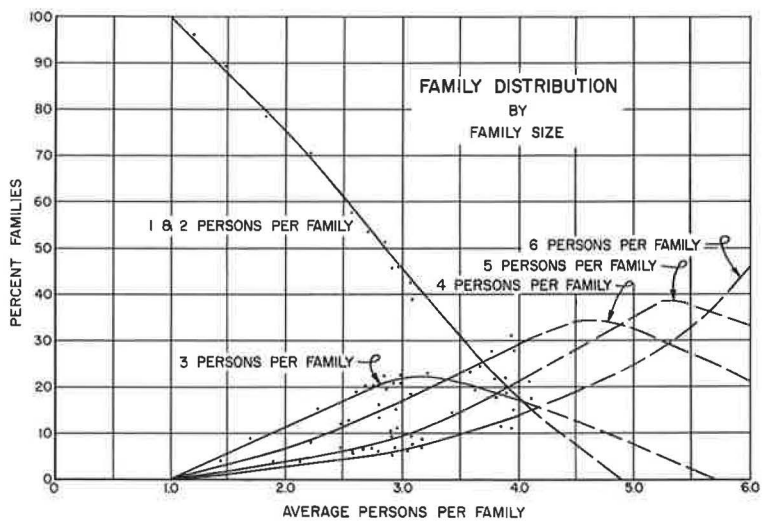 FAMILY DISTRIBUTION
BY
FAMILY SIZE
1 & 2 PERSONS PER FAMILY
6 PERSONS PER FAMILY
5 PERSONS PER FAMILY
4 PERSONS PER FAMILY
3 PERSONS PER FAMILY
PERCENT FAMILIES
100
90
80
70
60
50
40
30
20
10
0
0 1.0 2.0 3.0 4.0 5.0 6.0
AVERAGE PERSONS PER FAMILY